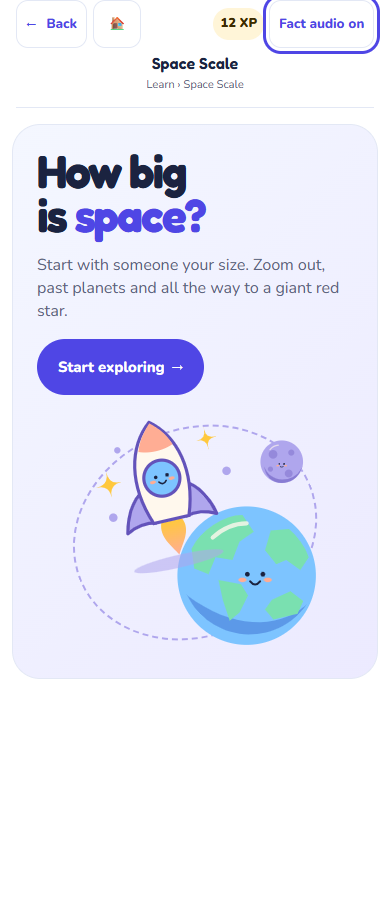 ← Back
12 XP
Fact audio on
Space Scale
Learn › Space Scale
How big
is space?
Start with someone your size. Zoom out,
past planets and all the way to a giant red
star.
Start exploring →